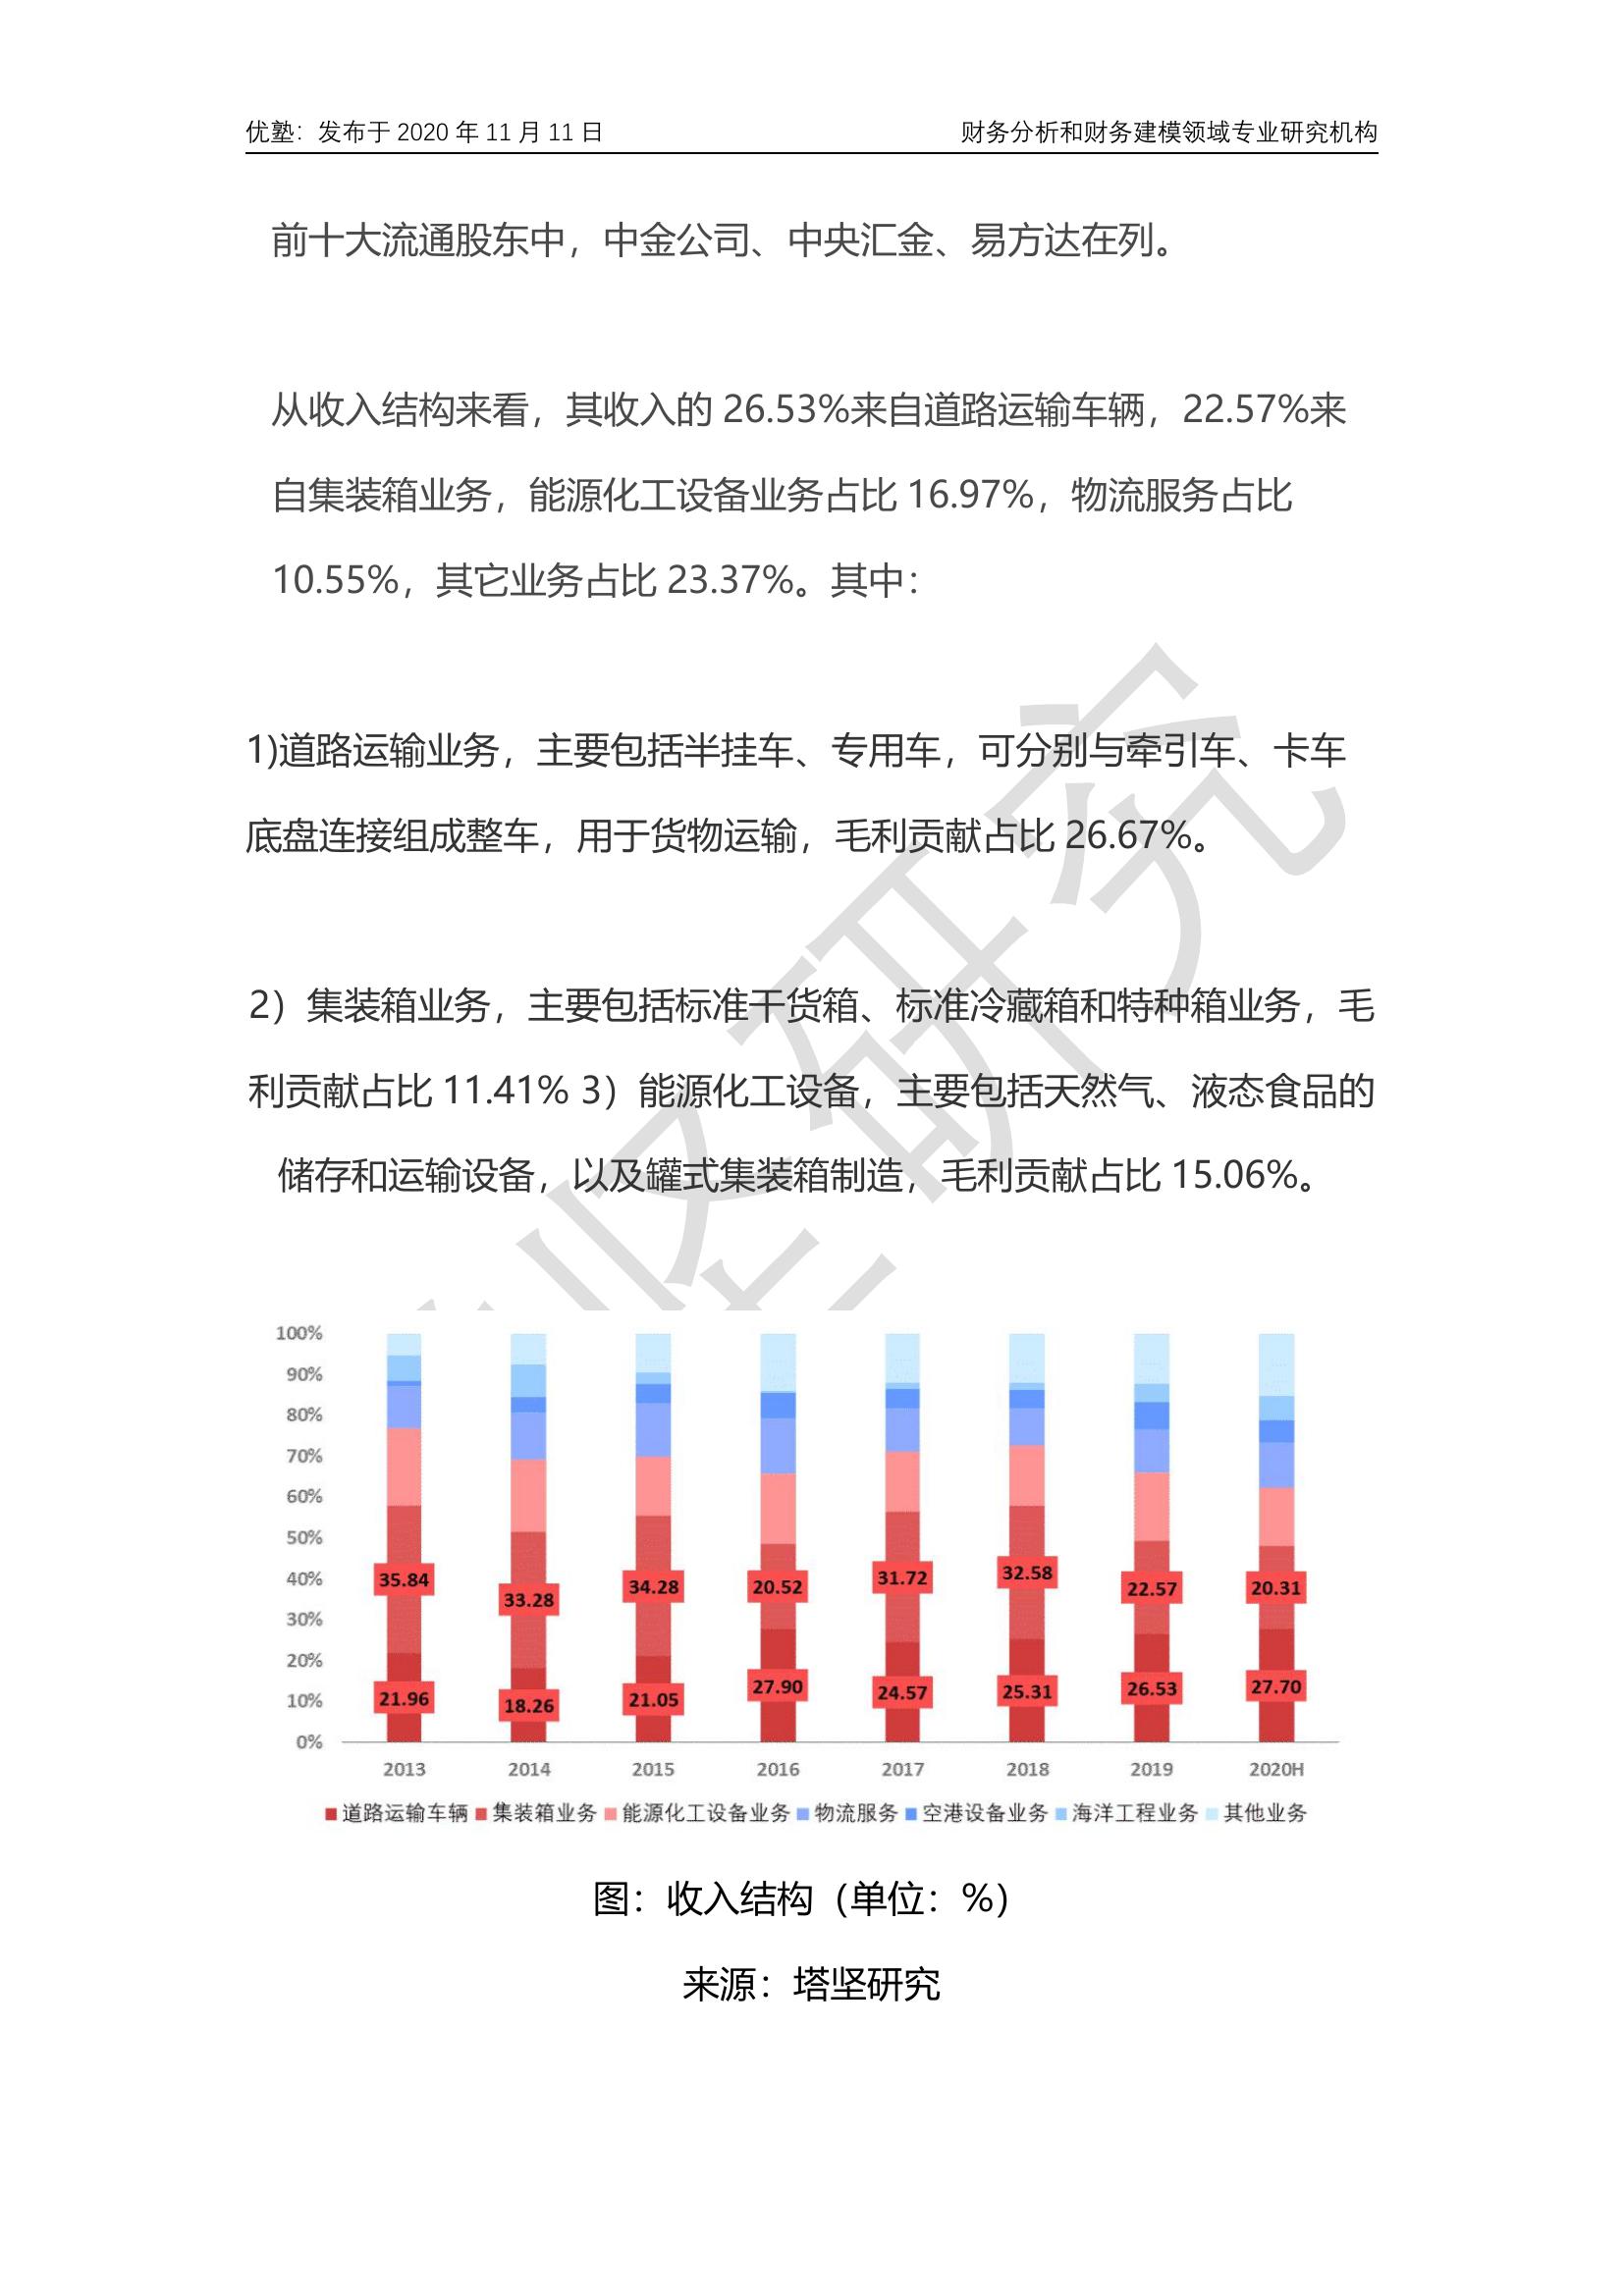 优塾：发布于 2020 年 11 月 11 日 财务分析和财务建模领域专业研究机构
前十大流通股东中，中金公司、中央汇金、易方达在列。
从收入结构来看，其收入的 26.53%来自道路运输车辆，22.57%来
自集装箱业务，能源化工设备业务占比 16.97%，物流服务占比
10.55%，其它业务占比 23.37%。其中：
1)道路运输业务，主要包括半挂车、专用车，可分别与牵引车、卡车
底盘连接组成整车，用于货物运输，毛利贡献占比 26.67%。
2）集装箱业务，主要包括标准干货箱、标准冷藏箱和特种箱业务，毛
利贡献占比 11.41% 3）能源化工设备，主要包括天然气、液态食品的
储存和运输设备，以及罐式集装箱制造，毛利贡献占比 15.06%。
坚研究
100%
90%
80%
70%
60%
50%
40%
30%
20%
10%
0%
35.84 33.28 34.28 20.52 31.72 32.58 22.57 20.31
21.96 18.26 21.05 27.90 24.57 25.31 26.53 27.70
2013 2014 2015 2016 2017 2018 2019 2020H
道路运输车辆 集装箱业务 能源化工设备业务 物流服务 空港设备业务 海洋工程业务 其他业务
图：收入结构（单位：%）
来源：塔坚研究